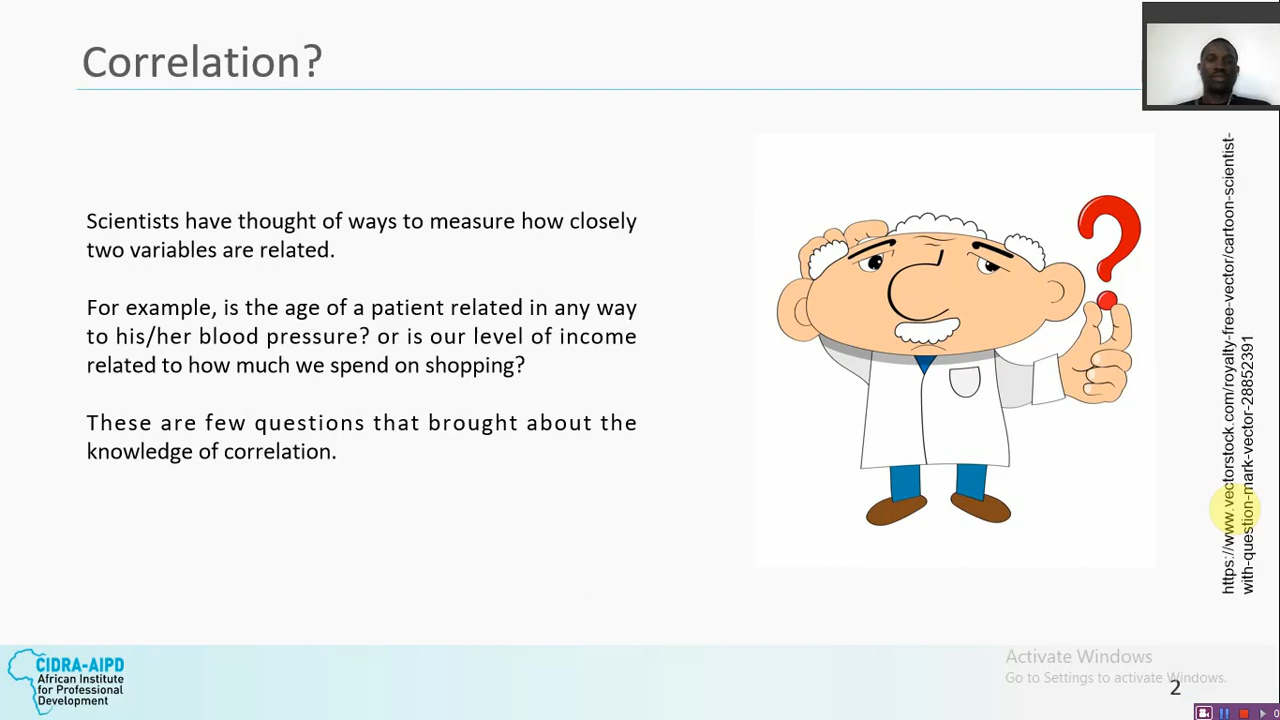 Correlation?
Scientists have thought of ways to measure how closely
two variables are related.
For example, is the age of a patient related in any way
to his/her blood pressure? or is our level of income
related to how much we spend on shopping?
These are few questions that brought about the
knowledge of correlation.
?
https://www.vectorstock.com/royalty-free-vector/cartoon-scientist-
with-question-mark-vector-28852391
CIDRA-AIPD
African Institute
for Professional
Development
Activate Windows
Go to Settings to activate Windows.
2
0